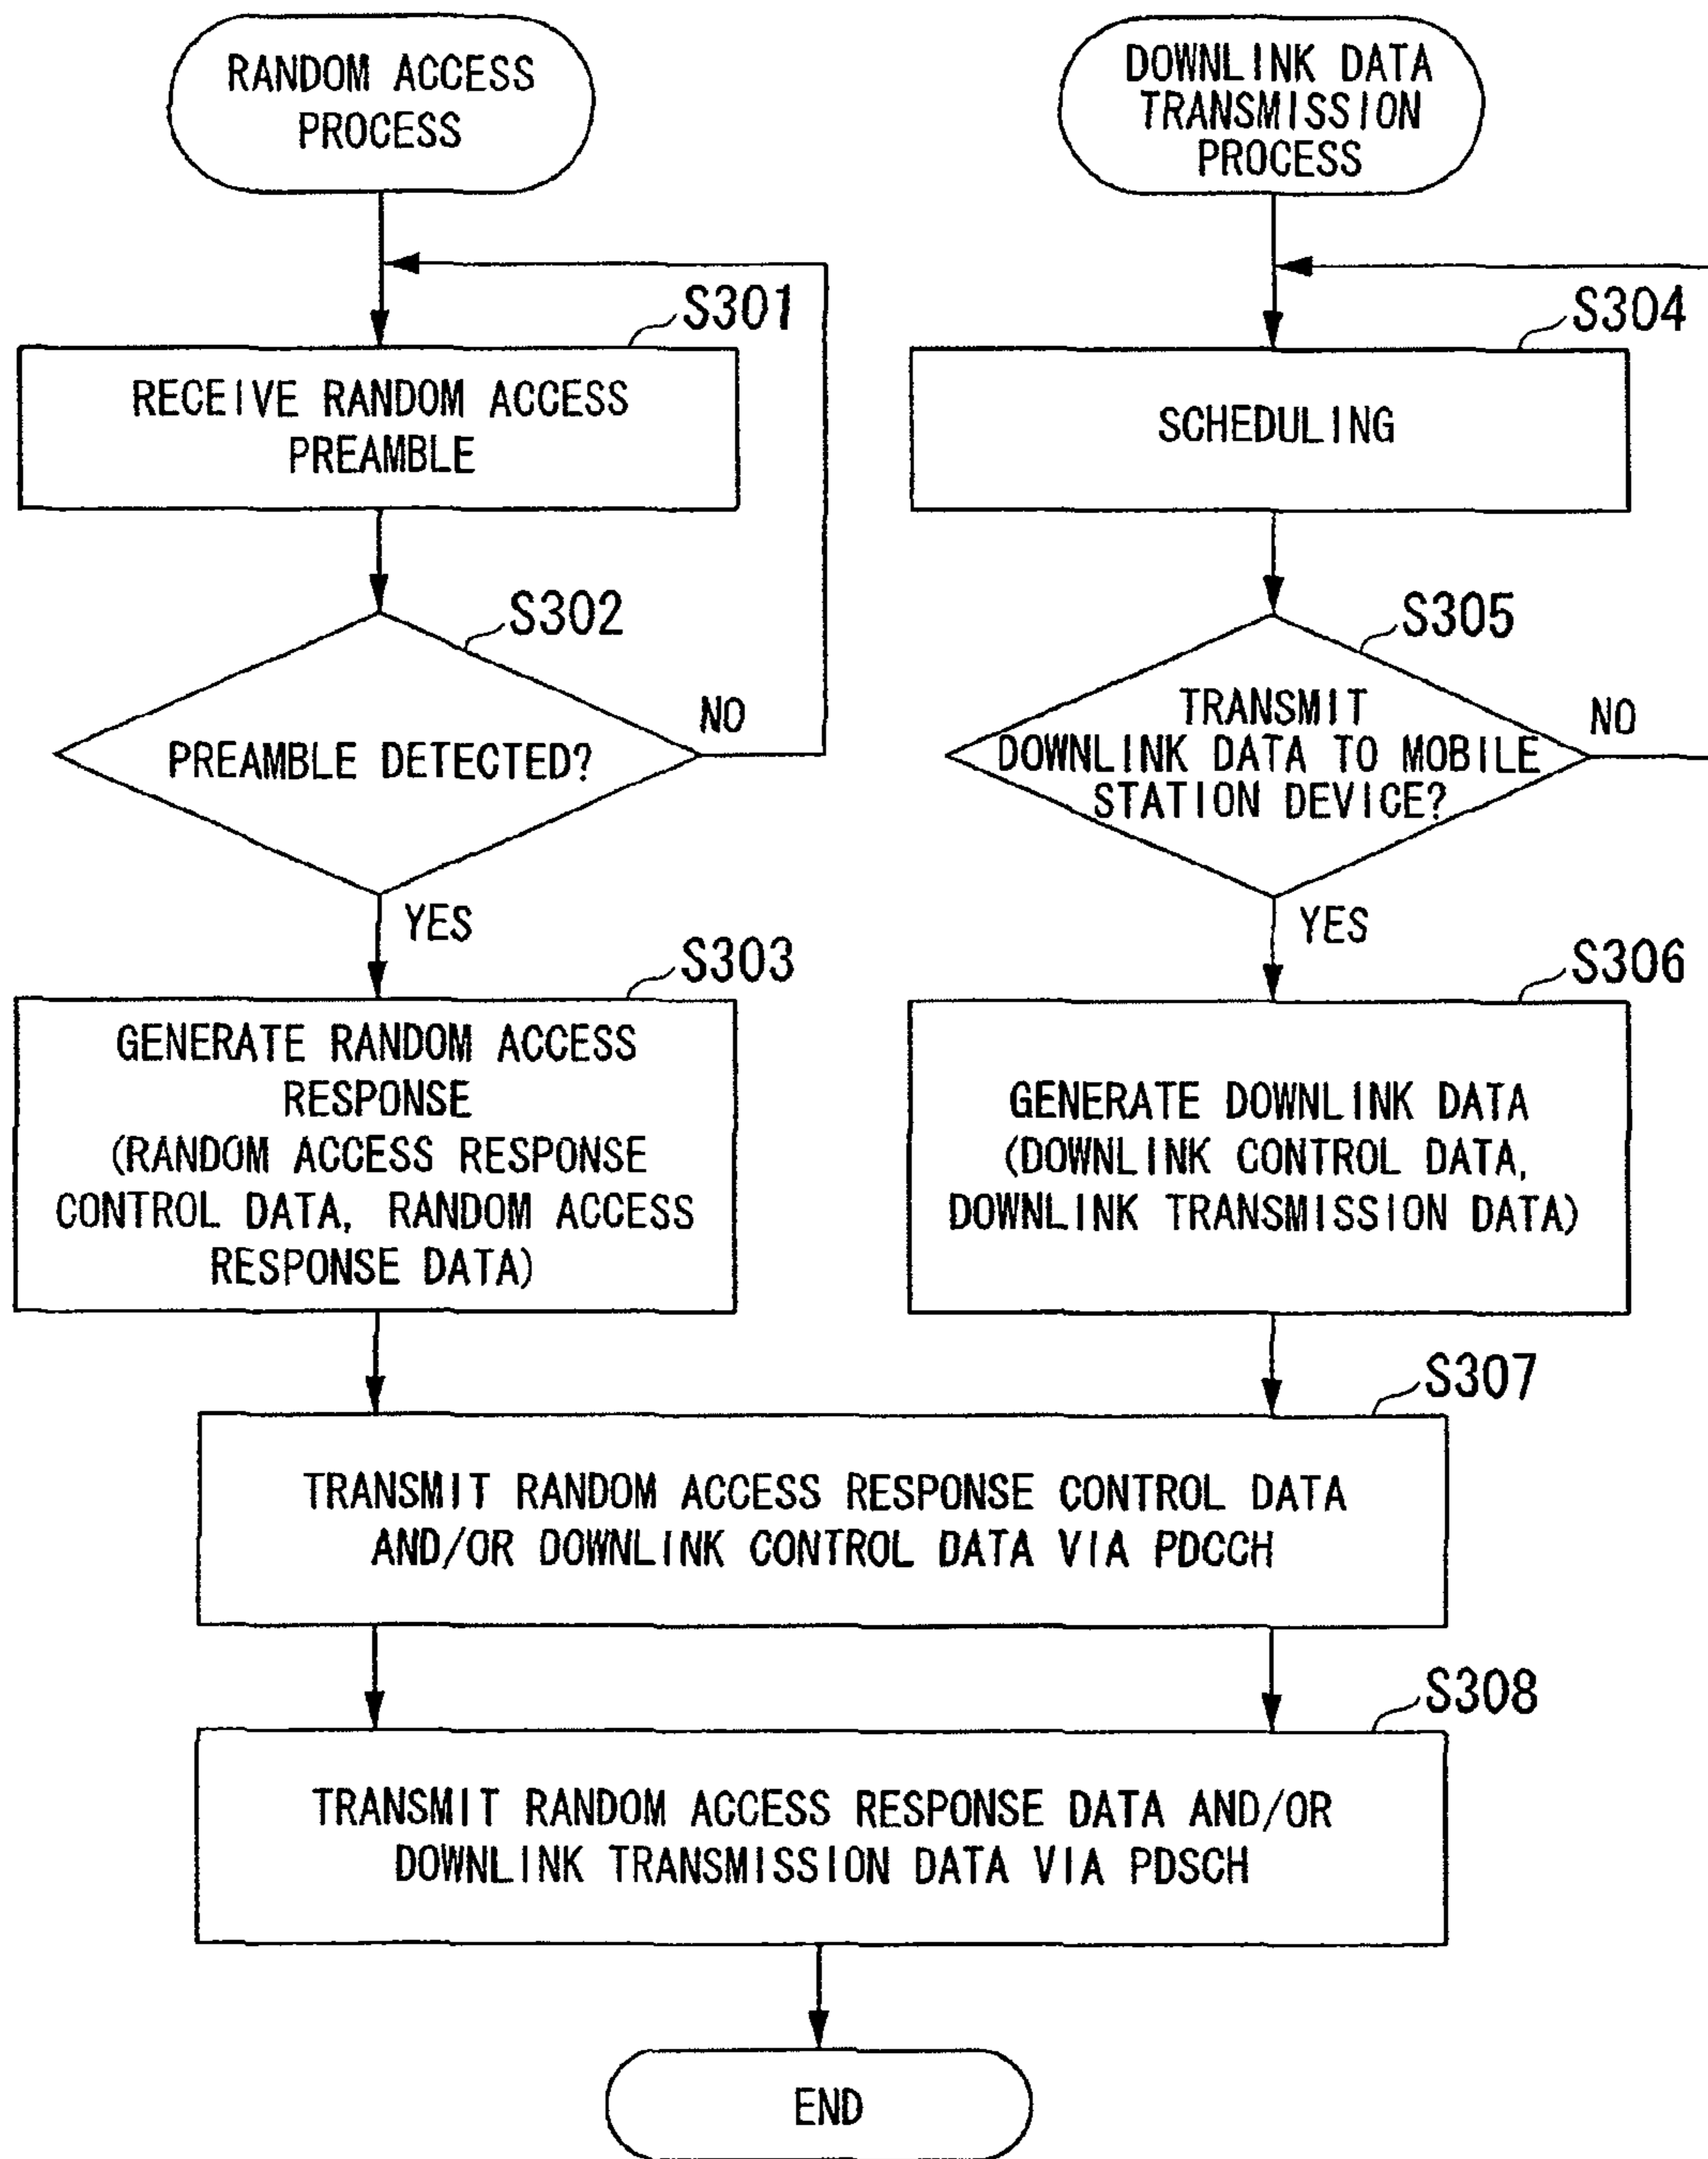 RANDOM ACCESS
PROCESS
S301
RECEIVE RANDOM ACCESS
PREAMBLE
S302
PREAMBLE DETECTED?
NO
YES
S303
GENERATE RANDOM ACCESS
RESPONSE
(RANDOM ACCESS RESPONSE
CONTROL DATA, RANDOM ACCESS
RESPONSE DATA)
DOWNLINK DATA
TRANSMISSION
PROCESS
S304
SCHEDULING
S305
TRANSMIT
DOWNLINK DATA TO MOBILE
STATION DEVICE?
NO
YES
S306
GENERATE DOWNLINK DATA
(DOWNLINK CONTROL DATA,
DOWNLINK TRANSMISSION DATA)
S307
TRANSMIT RANDOM ACCESS RESPONSE CONTROL DATA
AND/OR DOWNLINK CONTROL DATA VIA PDCCH
S308
TRANSMIT RANDOM ACCESS RESPONSE DATA AND/OR
DOWNLINK TRANSMISSION DATA VIA PDSCH
END